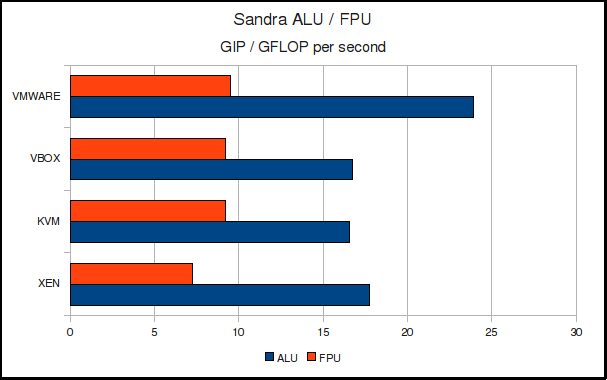 Sandra ALU / FPU
GIP / GFLOP per second
VMWARE
VBOX
KVM
XEN
0 5 10 15 20 25 30
ALU FPU